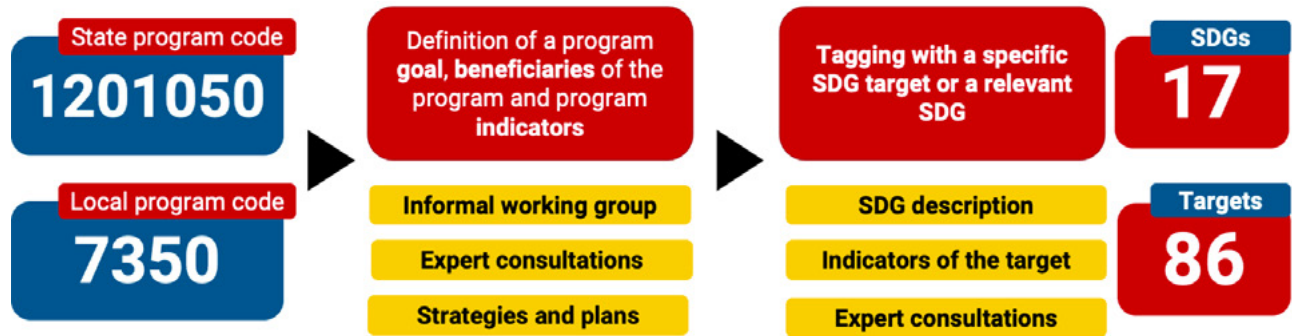 State program code
1201050
Local program code
7350
Definition of a program
goal, beneficiaries of the
program and program
indicators
Informal working group
Expert consultations
Strategies and plans
Tagging with a specific
SDG target or a relevant
SDG
SDG description
Indicators of the target
Expert consultations
SDGs
17
Targets
86